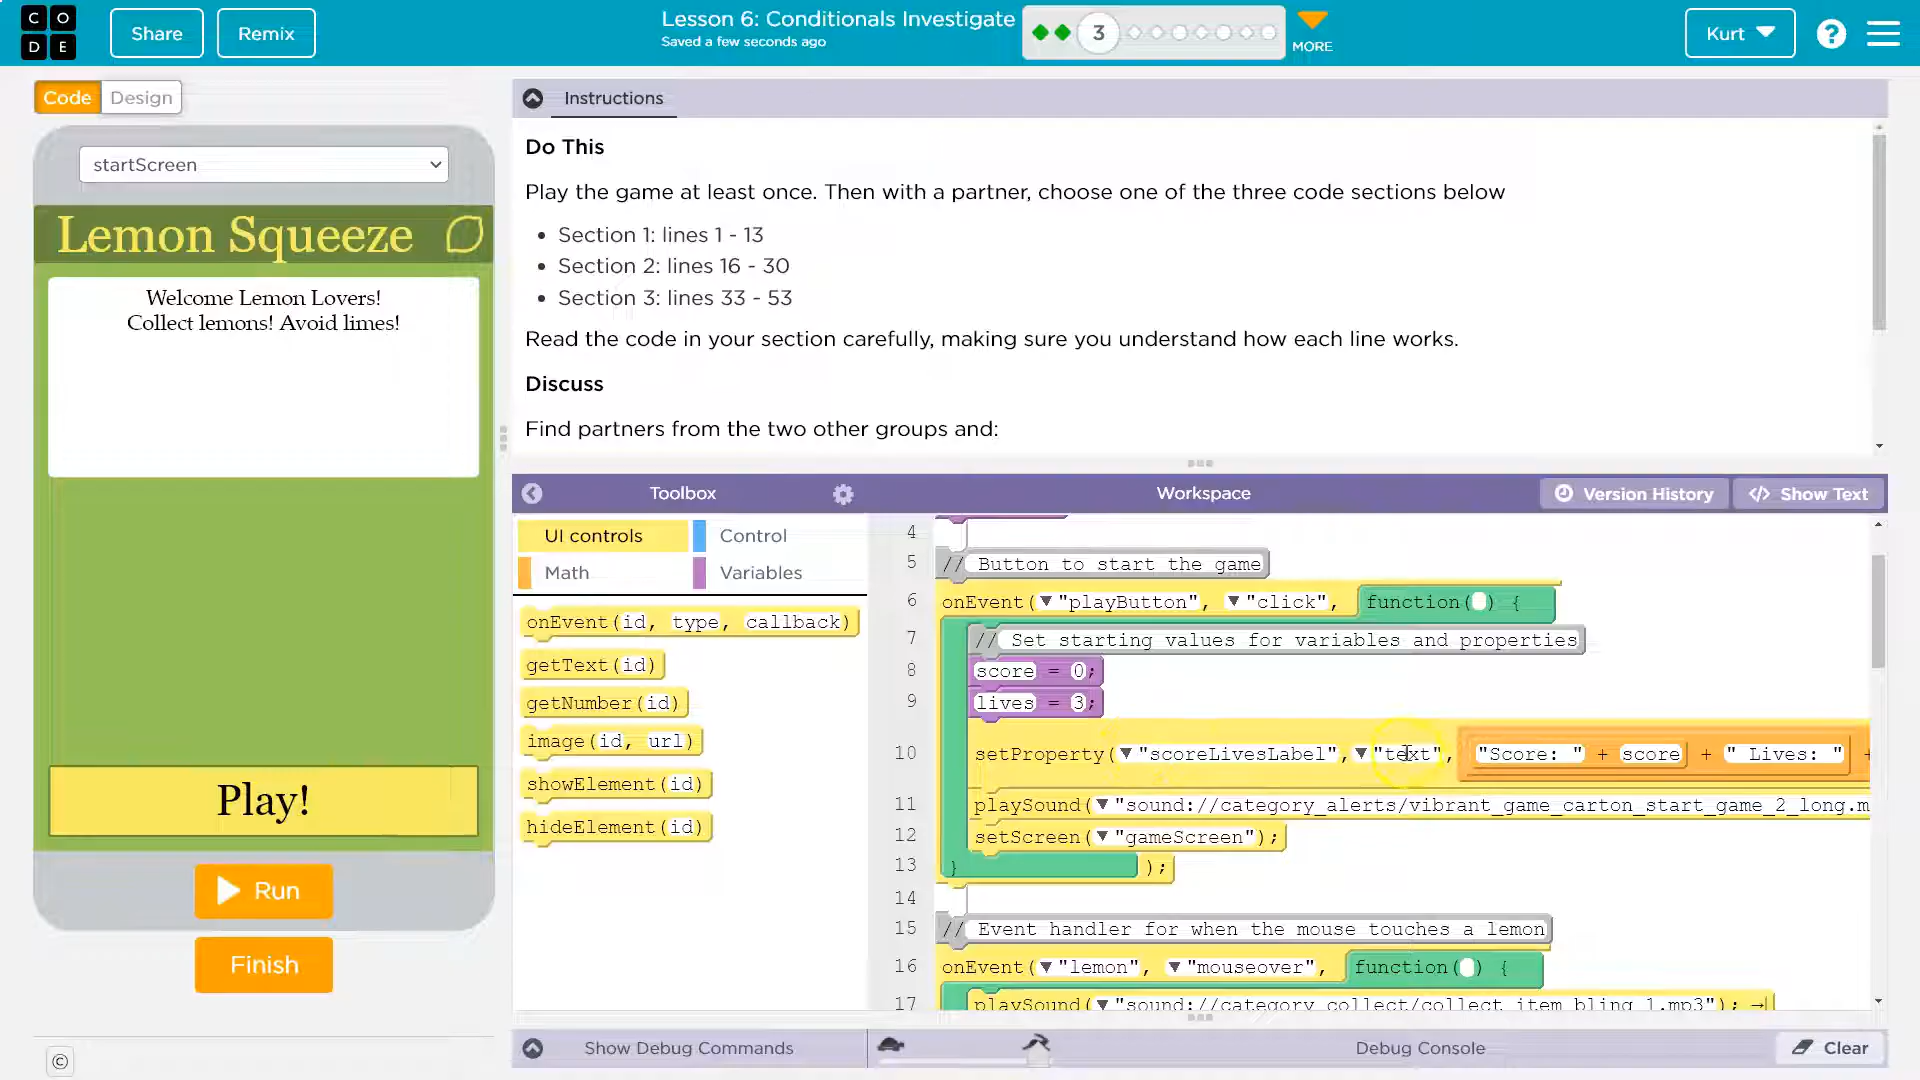 CODE
Share
Remix
Lesson 6: Conditionals Investigate
Saved a few seconds ago
3
MORE
Kurt
?
Code
Design
startScreen
Lemon Squeeze
Welcome Lemon Lovers!
Collect lemons! Avoid limes!
Play!
Run
Finish
©
Instructions
Do This
Play the game at least once. Then with a partner, choose one of the three code sections below
• Section 1: lines 1 - 13
• Section 2: lines 16 - 30
• Section 3: lines 33 - 53
Read the code in your section carefully, making sure you understand how each line works.
Discuss
Find partners from the two other groups and:
Toolbox
Workspace
Version History
</> Show Text
UI controls
Control
Math
Variables
onEvent(id, type, callback)
getText(id)
getNumber(id)
image(id, url)
showElement(id)
hideElement(id)
4
5 // Button to start the game
6 onEvent(▼"playButton", ▼"click", function() {
7 // Set starting values for variables and properties
8 score = 0;
9 lives = 3;
10 setProperty(▼"scoreLivesLabel",▼"text", "Score: " + score + " Lives: " +
11 playSound(▼"sound://category_alerts/vibrant_game_carton_start_game_2_long.m
12 setScreen(▼"gameScreen");
13 } );
14
15 // Event handler for when the mouse touches a lemon
16 onEvent(▼"lemon", ▼"mouseover", function() {
17 playSound(▼"sound://category_collect/collect_item_bling_1.mp3");
Show Debug Commands
Debug Console
Clear